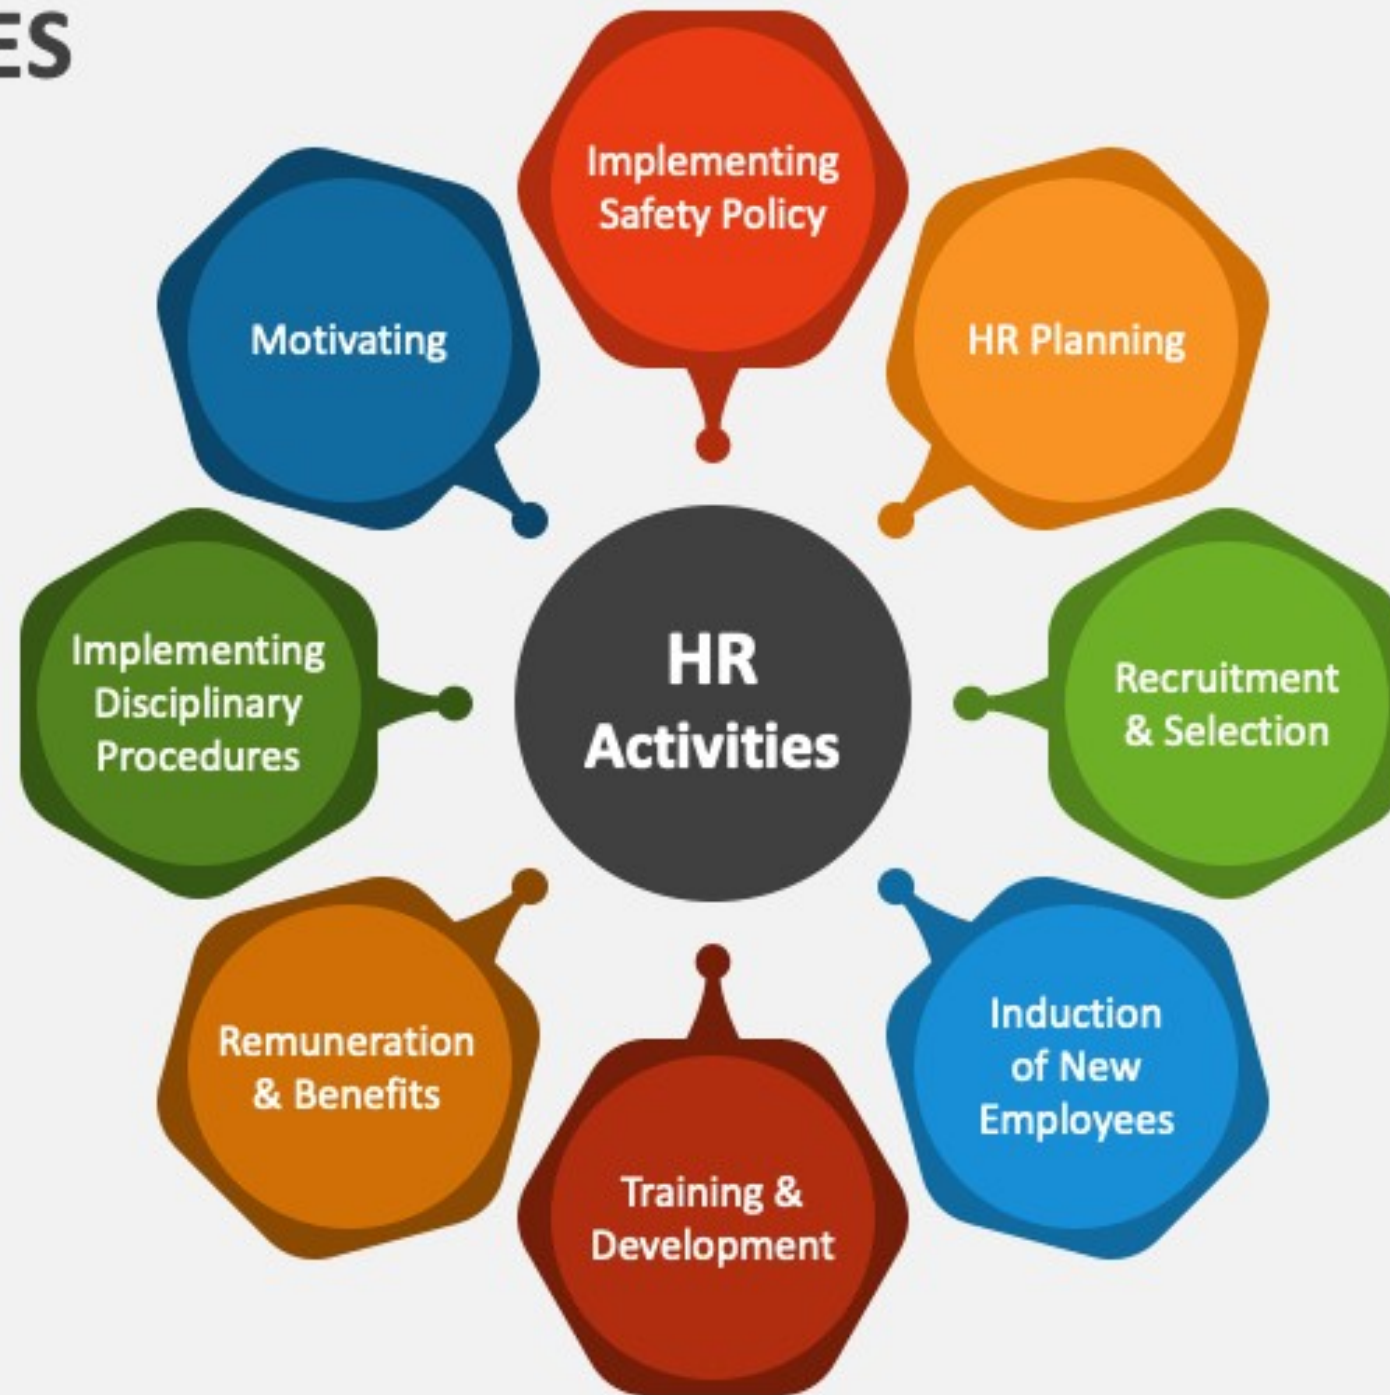 ES
Implementing
Safety Policy
HR Planning
Recruitment
& Selection
Induction
of New
Employees
Training &
Development
Remuneration
& Benefits
Implementing
Disciplinary
Procedures
Motivating
HR
Activities